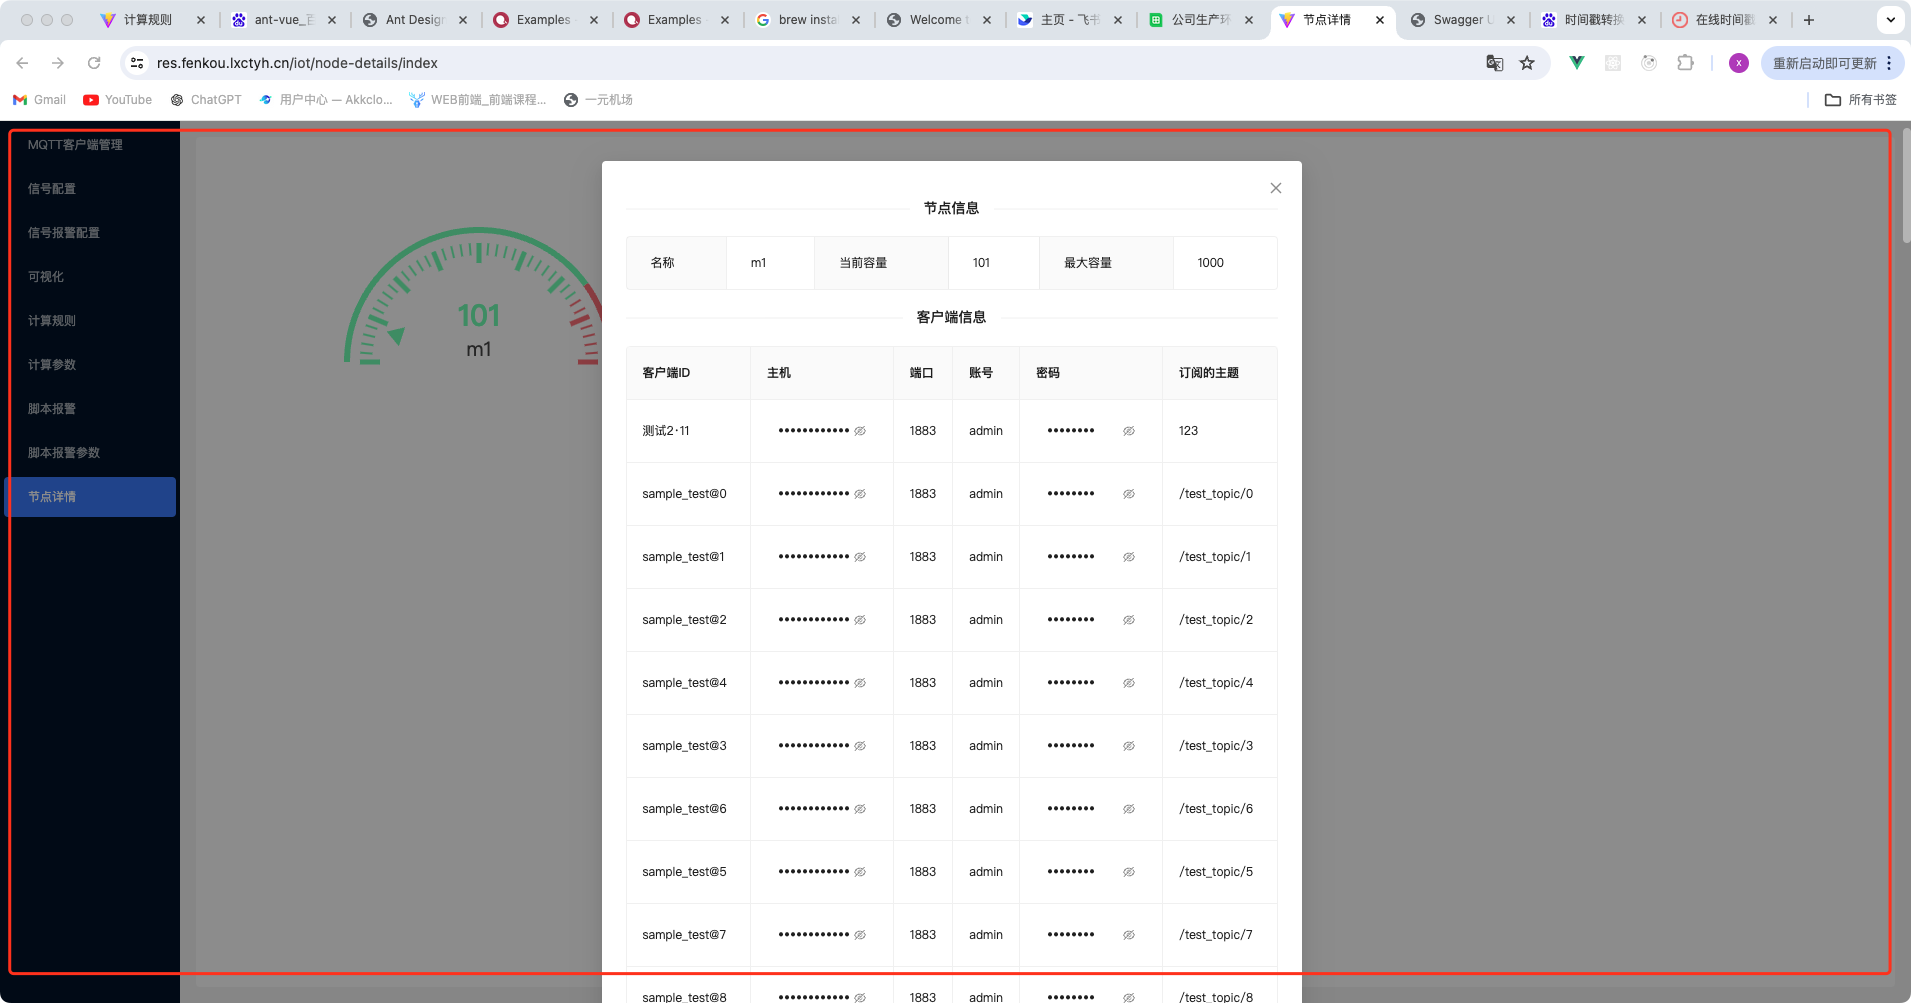 计算规则
ant-vue_百
Ant Design
Examples
Examples
brew insta
Welcome t
主页 - 飞书
公司生产环
节点详情
Swagger U
时间戳转换
在线时间戳
res.fenkou.lxctyh.cn/iot/node-details/index
x
重新启动即可更新
Gmail
YouTube
ChatGPT
用户中心 — Akkclo...
WEB前端_前端课程...
一元机场
所有书签
MQTT客户端管理
信号配置
信号报警配置
可视化
计算规则
计算参数
脚本报警
脚本报警参数
节点详情
101
m1
节点信息
名称 m1 当前容量 101 最大容量 1000
客户端信息
客户端ID 主机 端口 账号 密码 订阅的主题
测试2·11 •••••••••••• 1883 admin •••••••• 123
sample_test@0 •••••••••••• 1883 admin •••••••• /test_topic/0
sample_test@1 •••••••••••• 1883 admin •••••••• /test_topic/1
sample_test@2 •••••••••••• 1883 admin •••••••• /test_topic/2
sample_test@4 •••••••••••• 1883 admin •••••••• /test_topic/4
sample_test@3 •••••••••••• 1883 admin •••••••• /test_topic/3
sample_test@6 •••••••••••• 1883 admin •••••••• /test_topic/6
sample_test@5 •••••••••••• 1883 admin •••••••• /test_topic/5
sample_test@7 •••••••••••• 1883 admin •••••••• /test_topic/7
sample_test@8 •••••••••••• 1883 admin •••••••• /test_topic/8